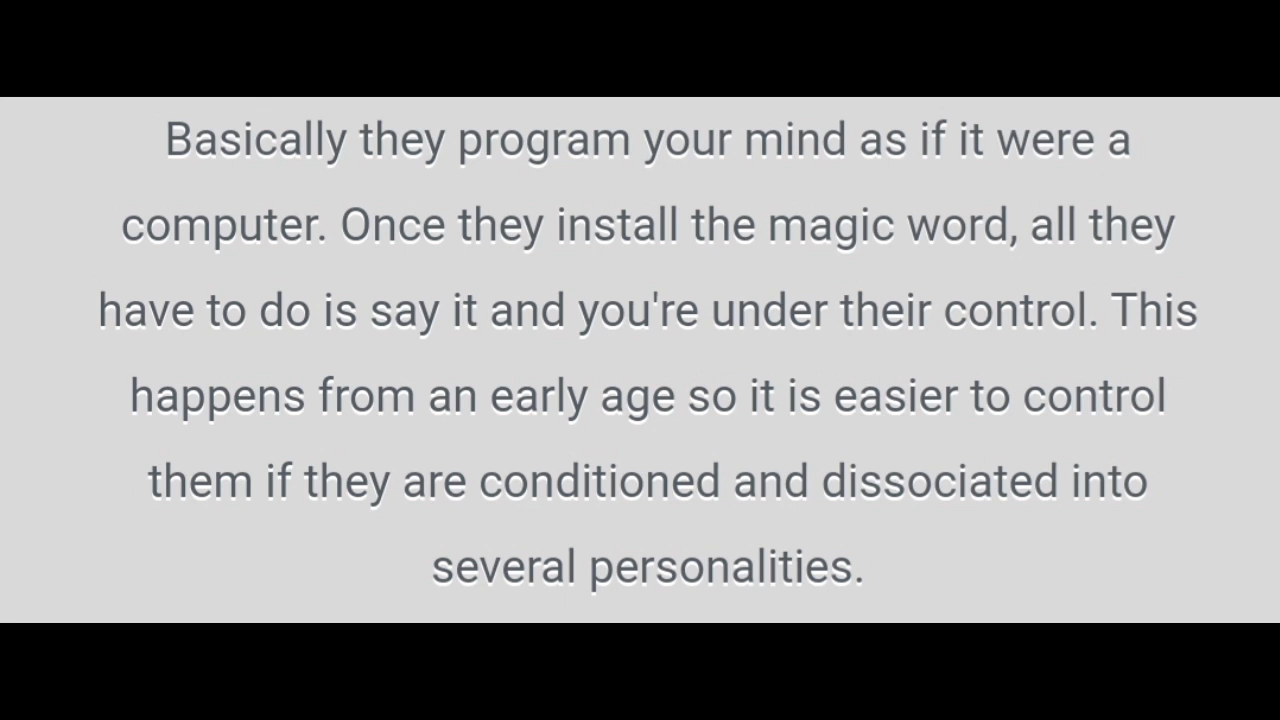 Basically they program your mind as if it were a
computer. Once they install the magic word, all they
have to do is say it and you're under their control. This
happens from an early age so it is easier to control
them if they are conditioned and dissociated into
several personalities.